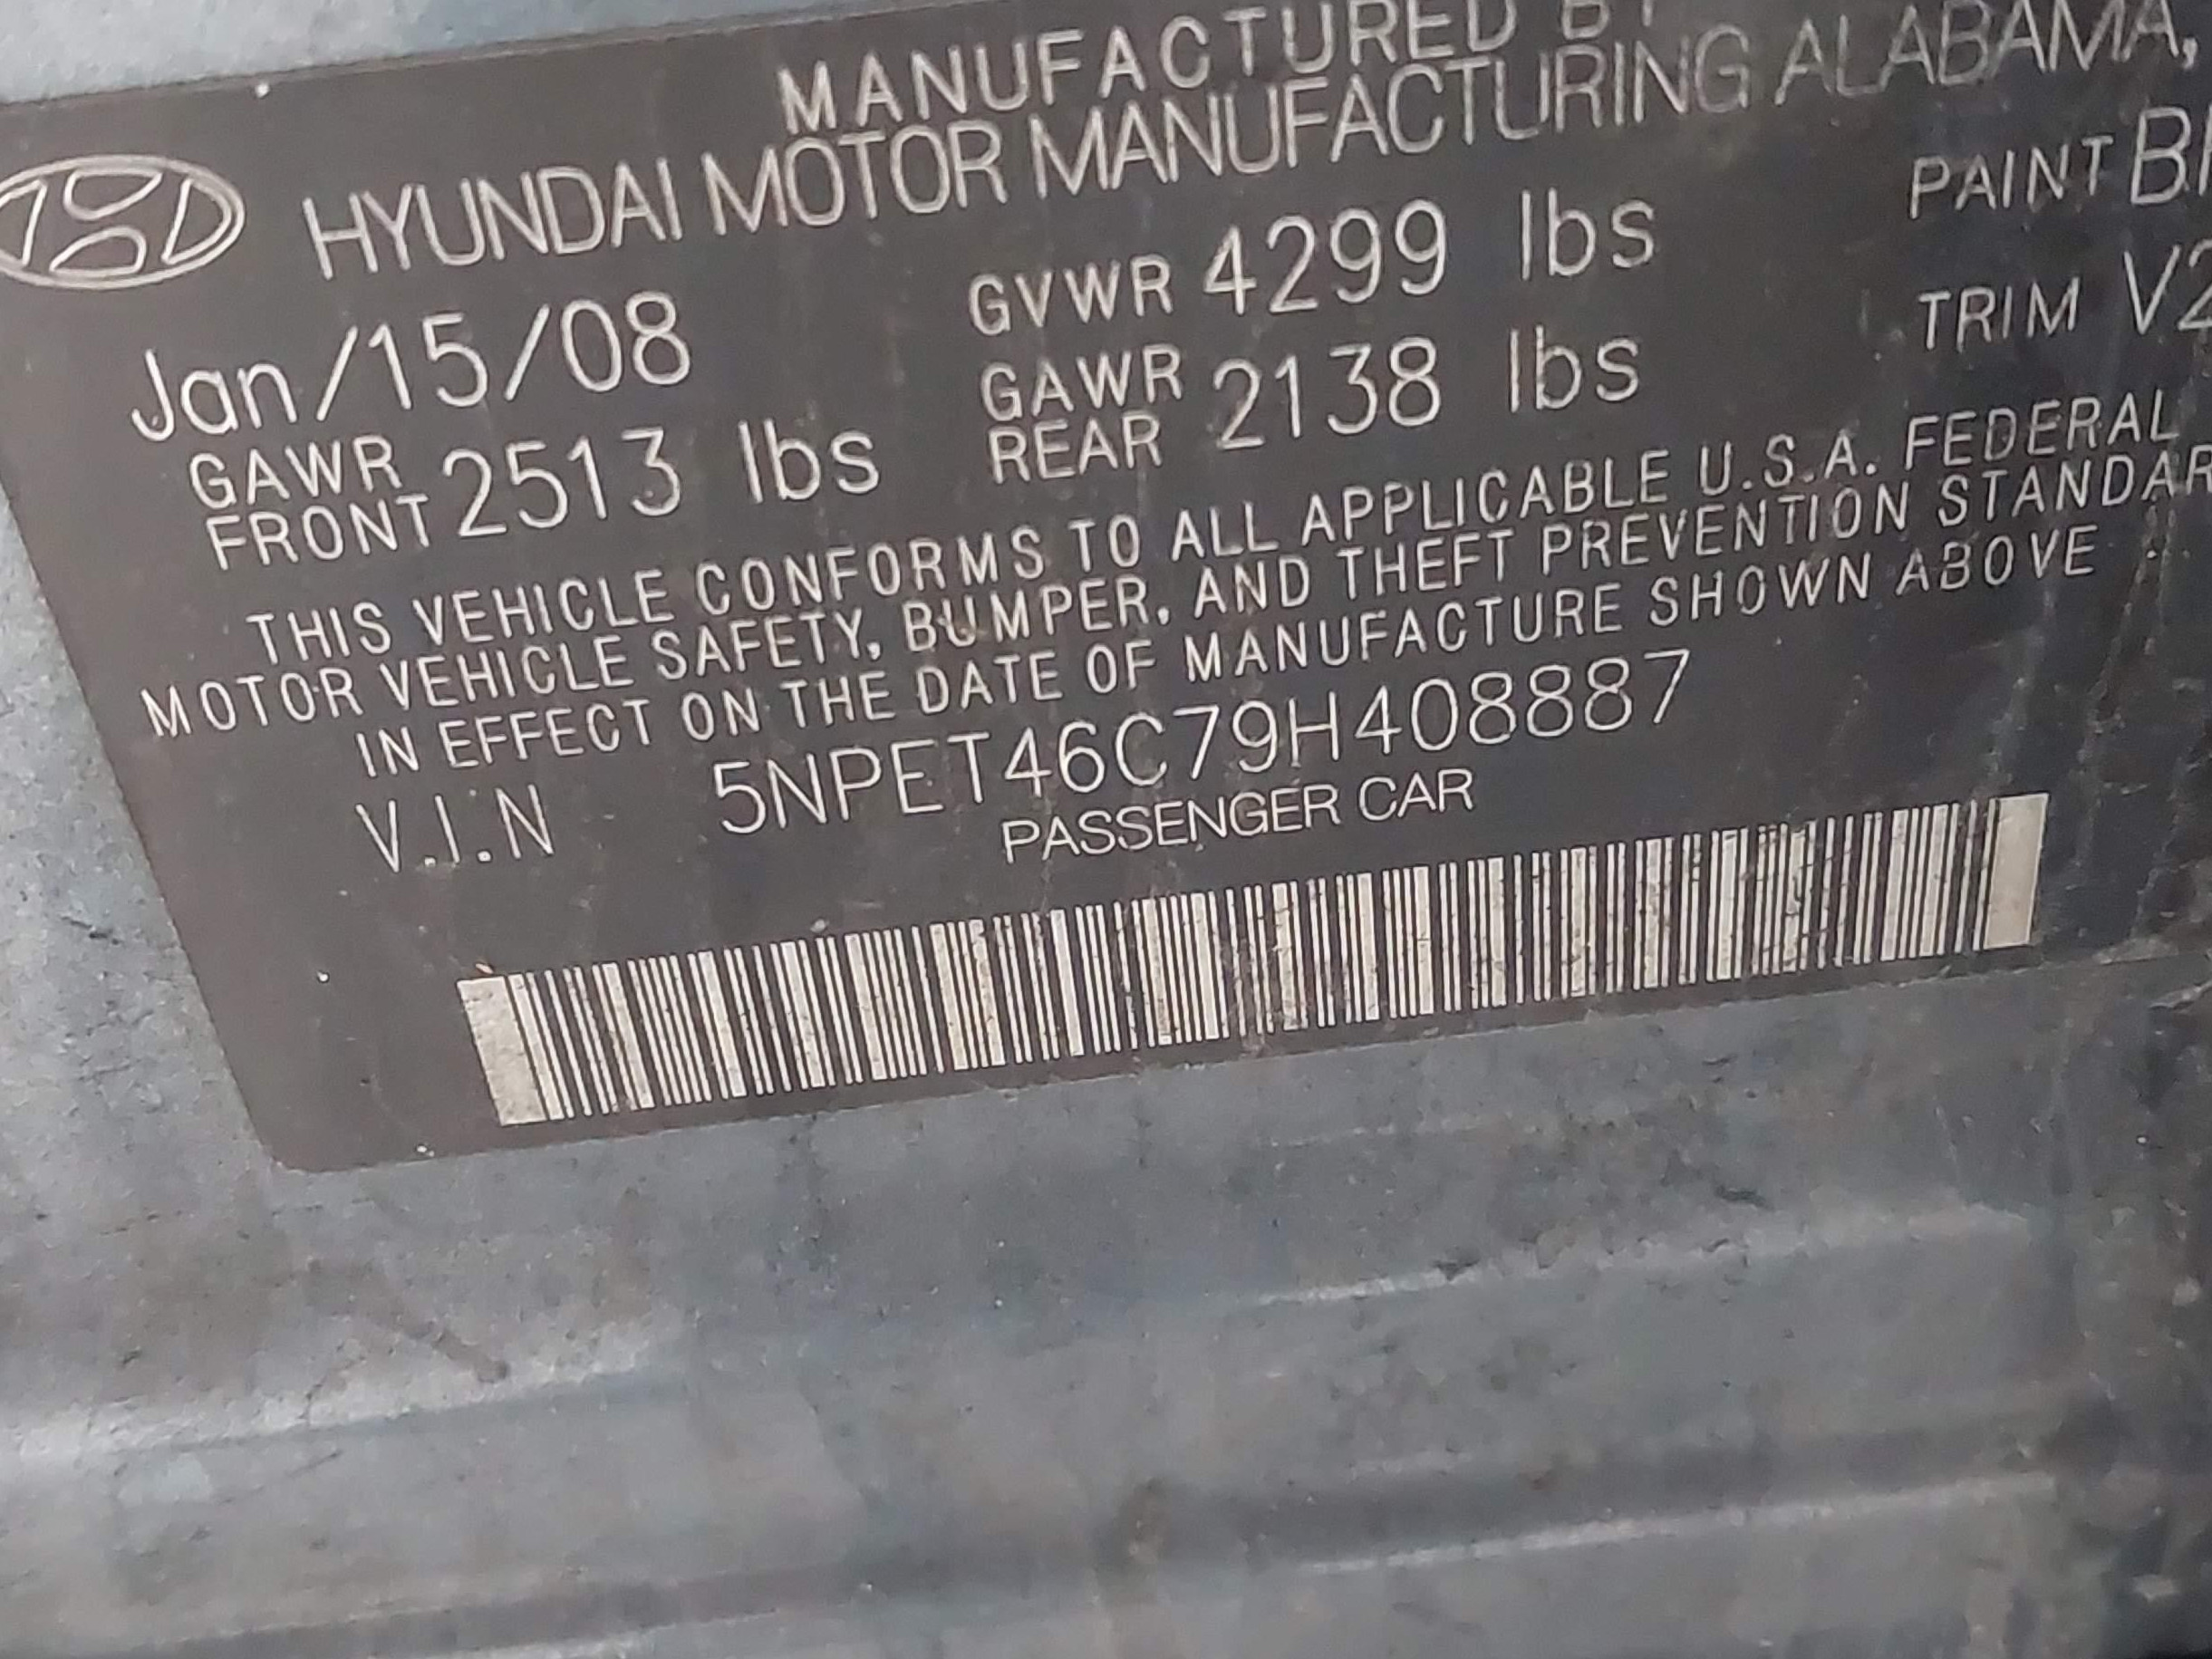 MANUFACTURED BY
HYUNDAI MOTOR MANUFACTURING ALABAMA,
Jan/15/08 GVWR 4299 lbs PAINT
GAWR FRONT 2513 lbs GAWR REAR 2138 lbs TRIM
THIS VEHICLE CONFORMS TO ALL APPLICABLE U.S.A. FEDERAL
MOTOR VEHICLE SAFETY, BUMPER, AND THEFT PREVENTION STANDAR
IN EFFECT ON THE DATE OF MANUFACTURE SHOWN ABOVE
V.I.N 5NPET46C79H408887
PASSENGER CAR